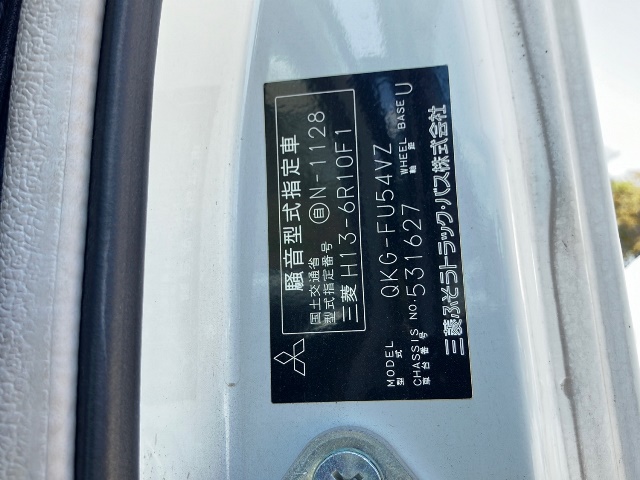 騒音型式指定車
国土交通省
型式指定番号 自N-1128
三菱 H13-6R10F1
MODEL
型式 QKG-FU54VZ
CHASSIS NO. 531627 WHEEL BASE U
車台番号 軸距
三菱ふそうトラック・バス株式会社